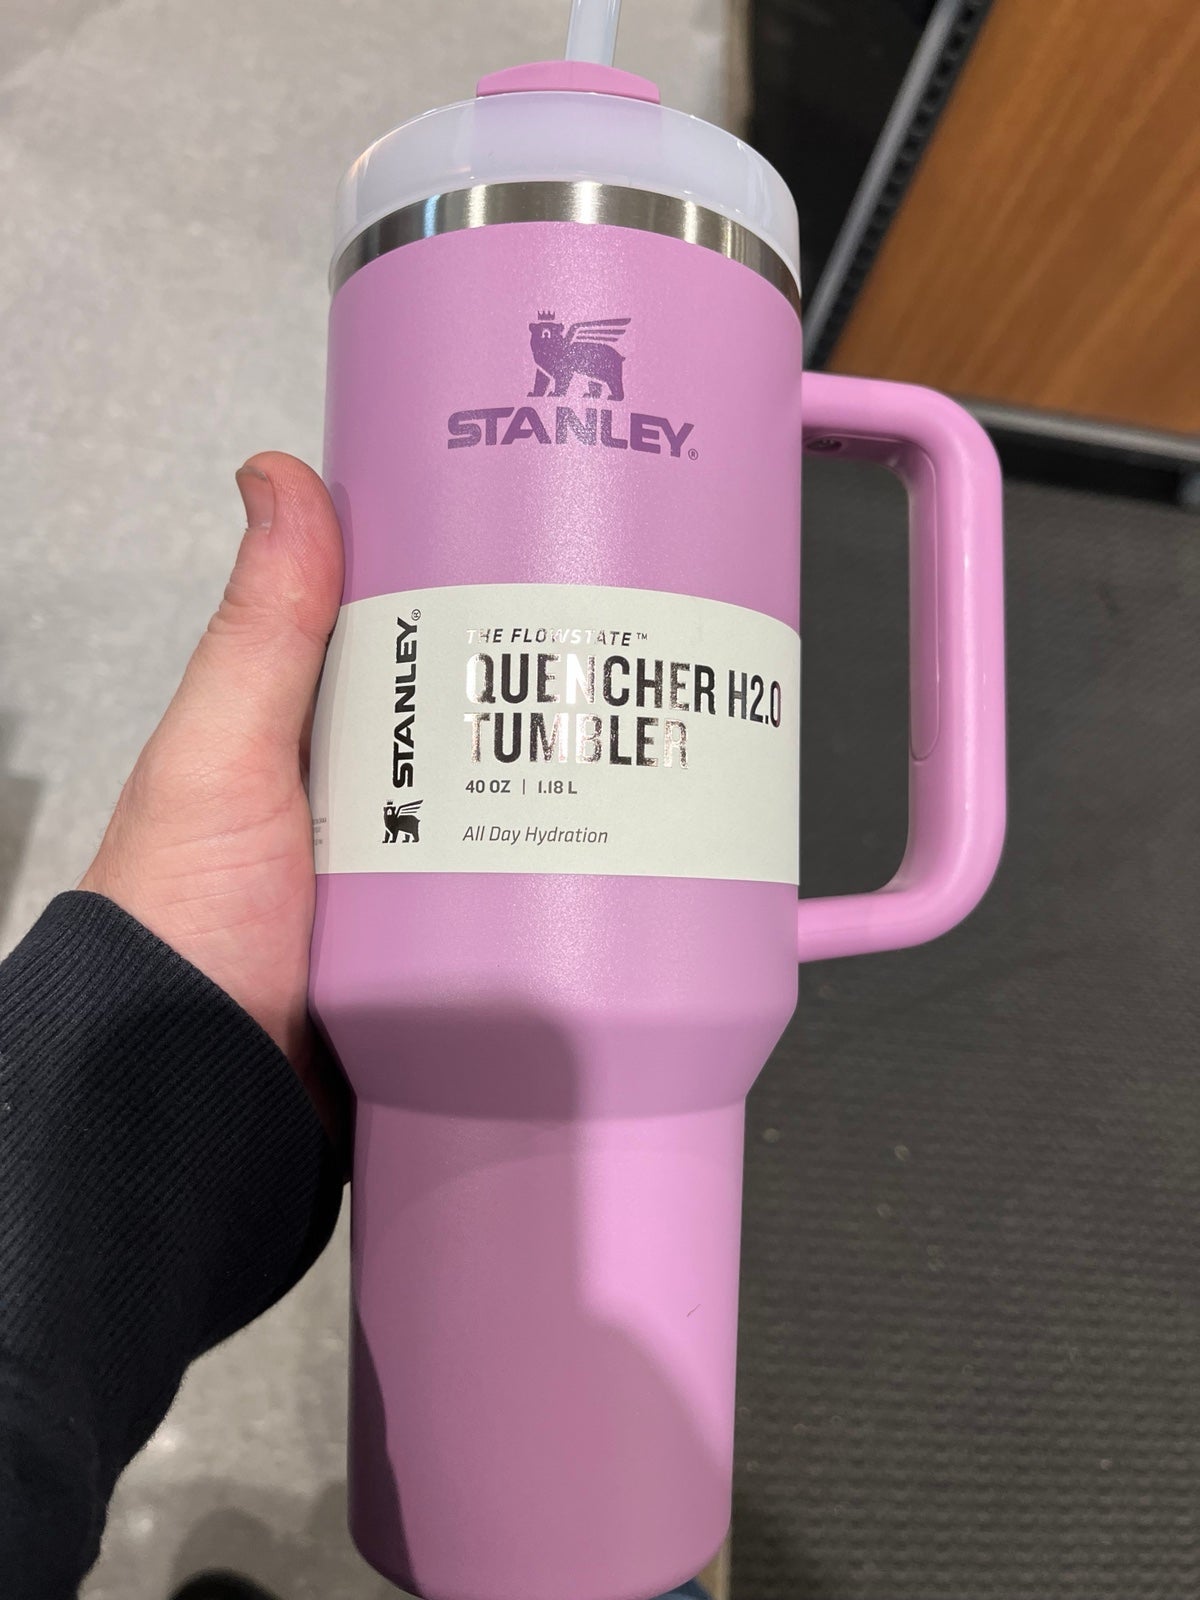 STANLEY®
STANLEY®
THE FLOWSTATE™
QUENCHER H2.0
TUMBLER
40 OZ | 1.18 L
All Day Hydration